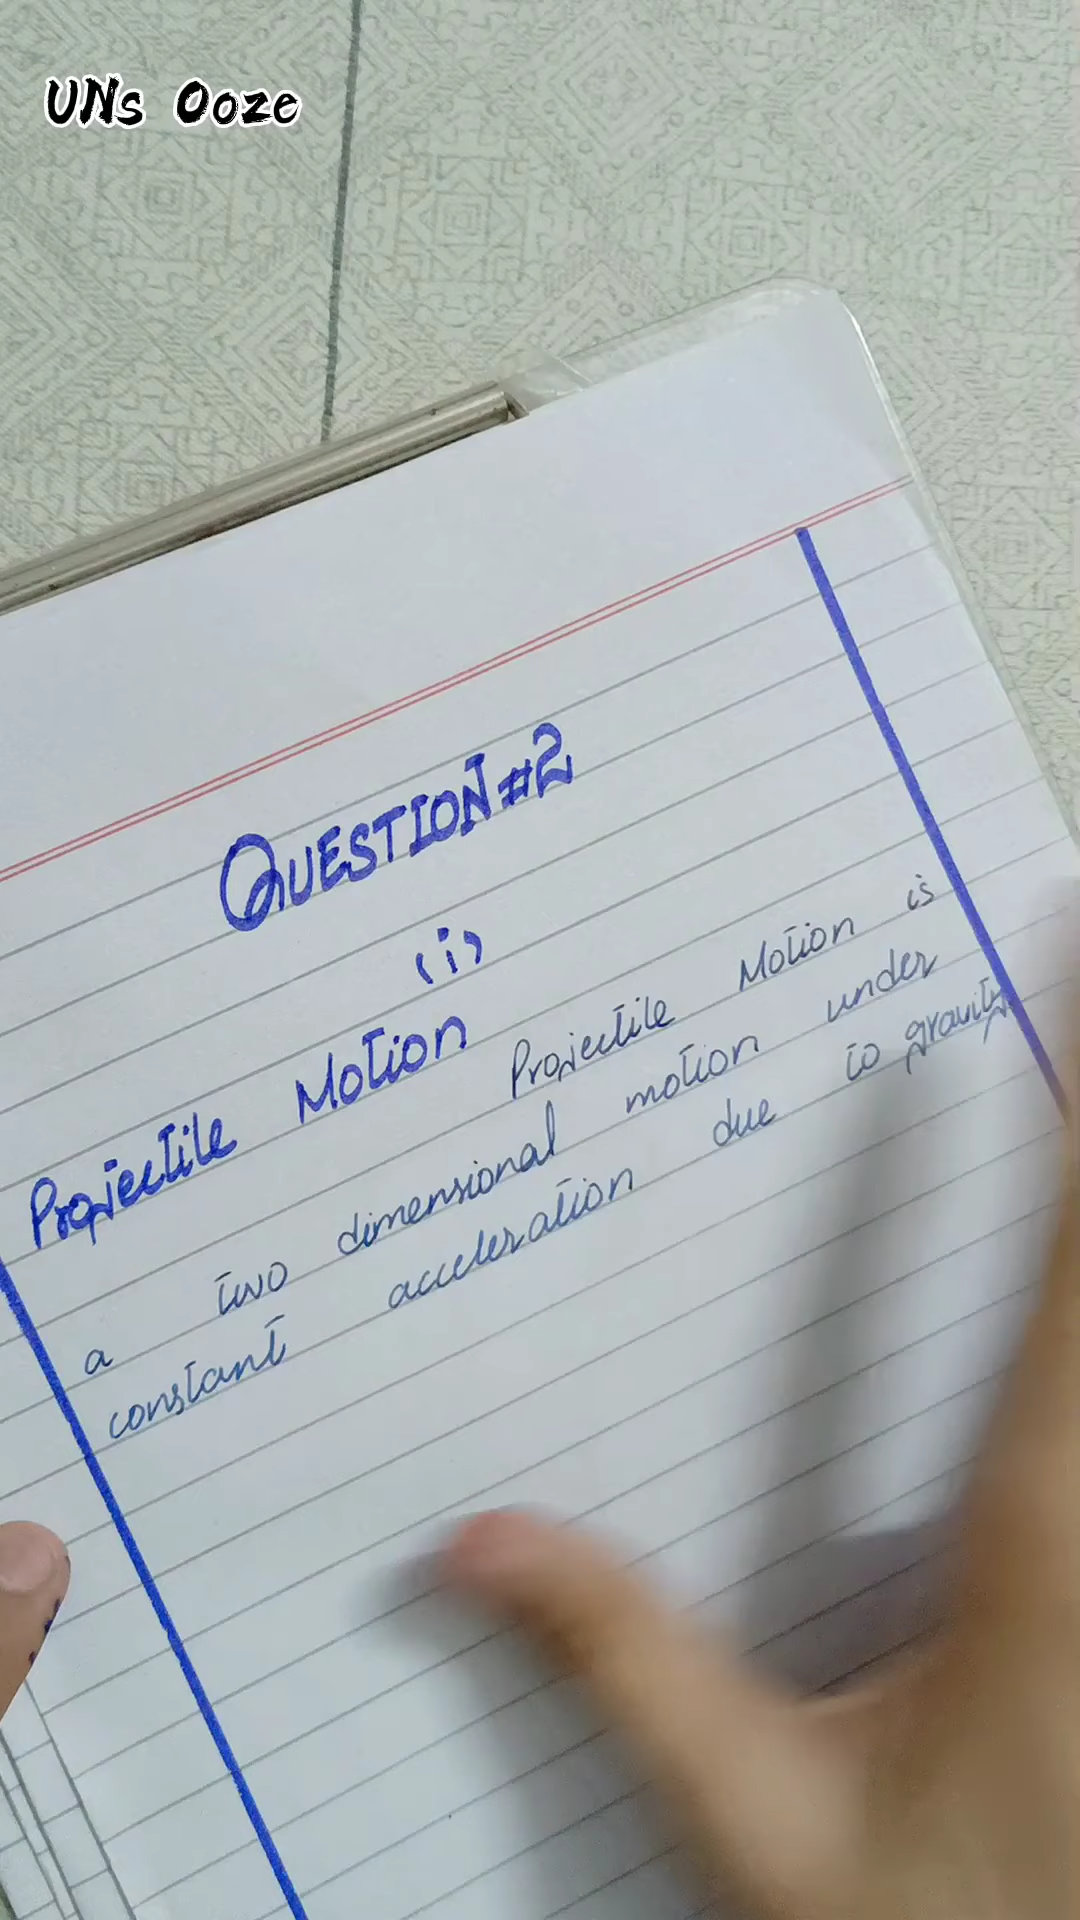 UNs Ooze
QUESTION#2
(i)
Projectile Motion
Projectile Motion is
a two dimensional motion under
constant acceleration due to gravity.